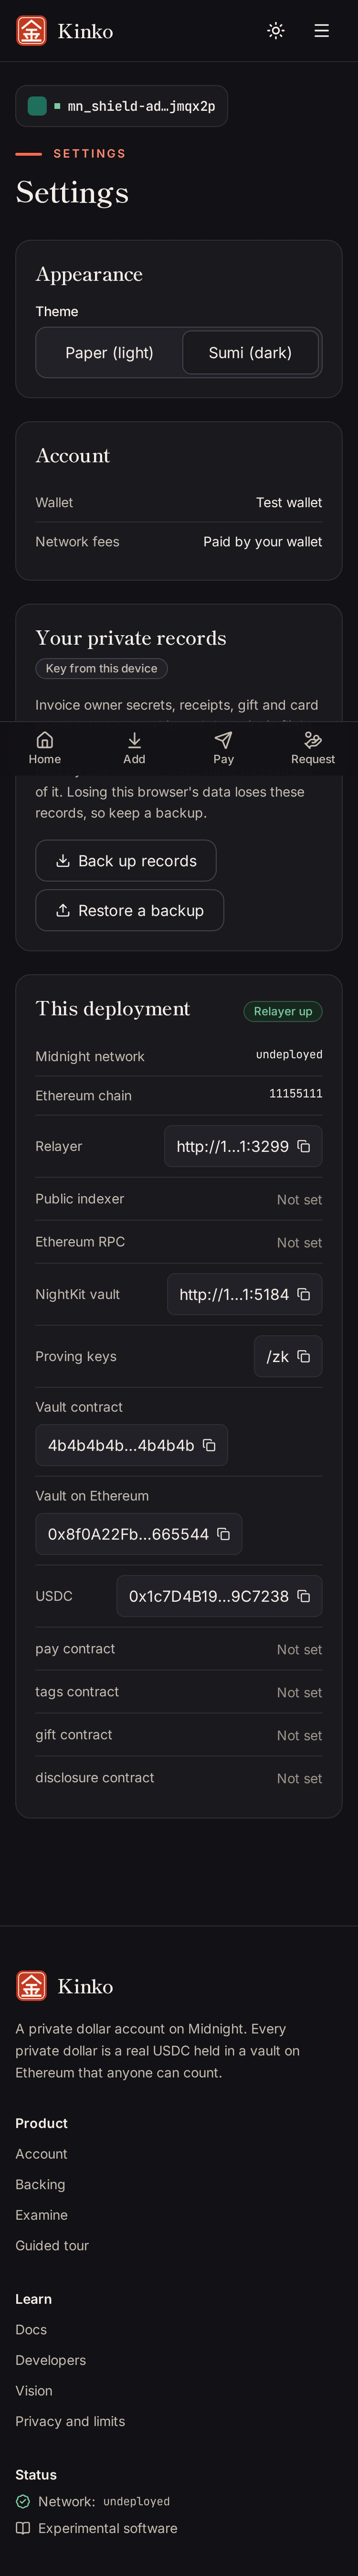 金 Kinko
mn_shield-ad…jmqx2p
SETTINGS
Settings
Appearance
Theme
Paper (light)
Sumi (dark)
Account
Wallet
Test wallet
Network fees
Paid by your wallet
Your private records
Key from this device
Invoice owner secrets, receipts, gift and card
Home
Add
Pay
Request
of it. Losing this browser's data loses these
records, so keep a backup.
Back up records
Restore a backup
This deployment
Relayer up
Midnight network
undeployed
Ethereum chain
11155111
Relayer
http://1…1:3299
Public indexer
Not set
Ethereum RPC
Not set
NightKit vault
http://1…1:5184
Proving keys
/zk
Vault contract
4b4b4b4b…4b4b4b
Vault on Ethereum
0x8f0A22Fb…665544
USDC
0x1c7D4B19…9C7238
pay contract
Not set
tags contract
Not set
gift contract
Not set
disclosure contract
Not set
金 Kinko
A private dollar account on Midnight. Every
private dollar is a real USDC held in a vault on
Ethereum that anyone can count.
Product
Account
Backing
Examine
Guided tour
Learn
Docs
Developers
Vision
Privacy and limits
Status
Network: undeployed
Experimental software